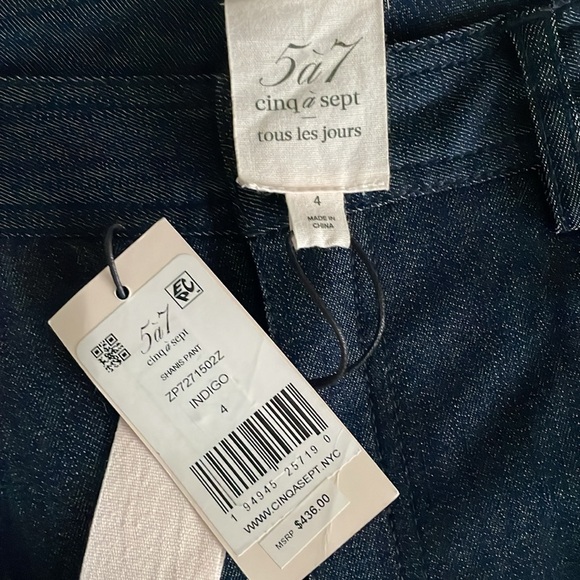 5à7
cinq à sept
tous les jours
4
MADE IN
CHINA
5à7
cinq à sept
SHANIS PANT
ZP7271502Z
INDIGO
4
1 94945 25719 0
WWW.CINQASEPT.NYC
MSRP $436.00